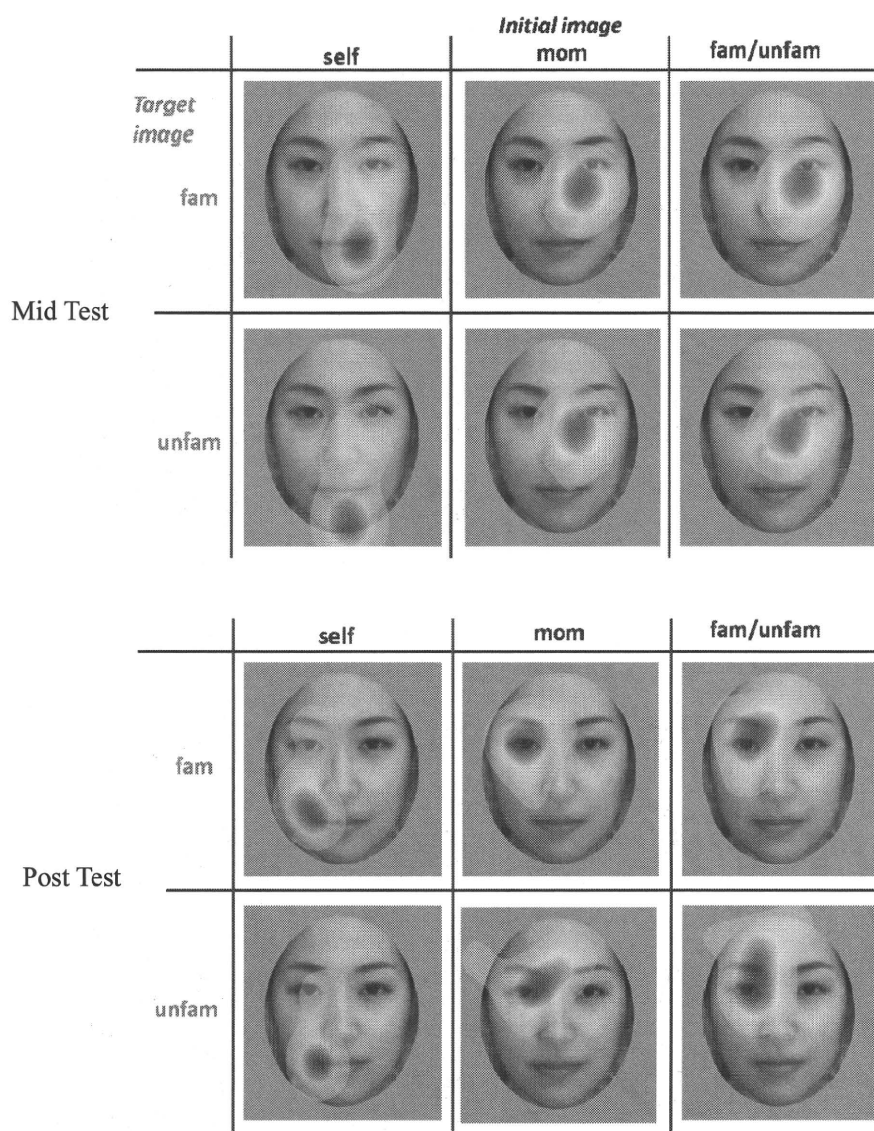 Initial image
self mom fam/unfam
Target
image
fam
Mid Test
unfam
self mom fam/unfam
fam
Post Test
unfam